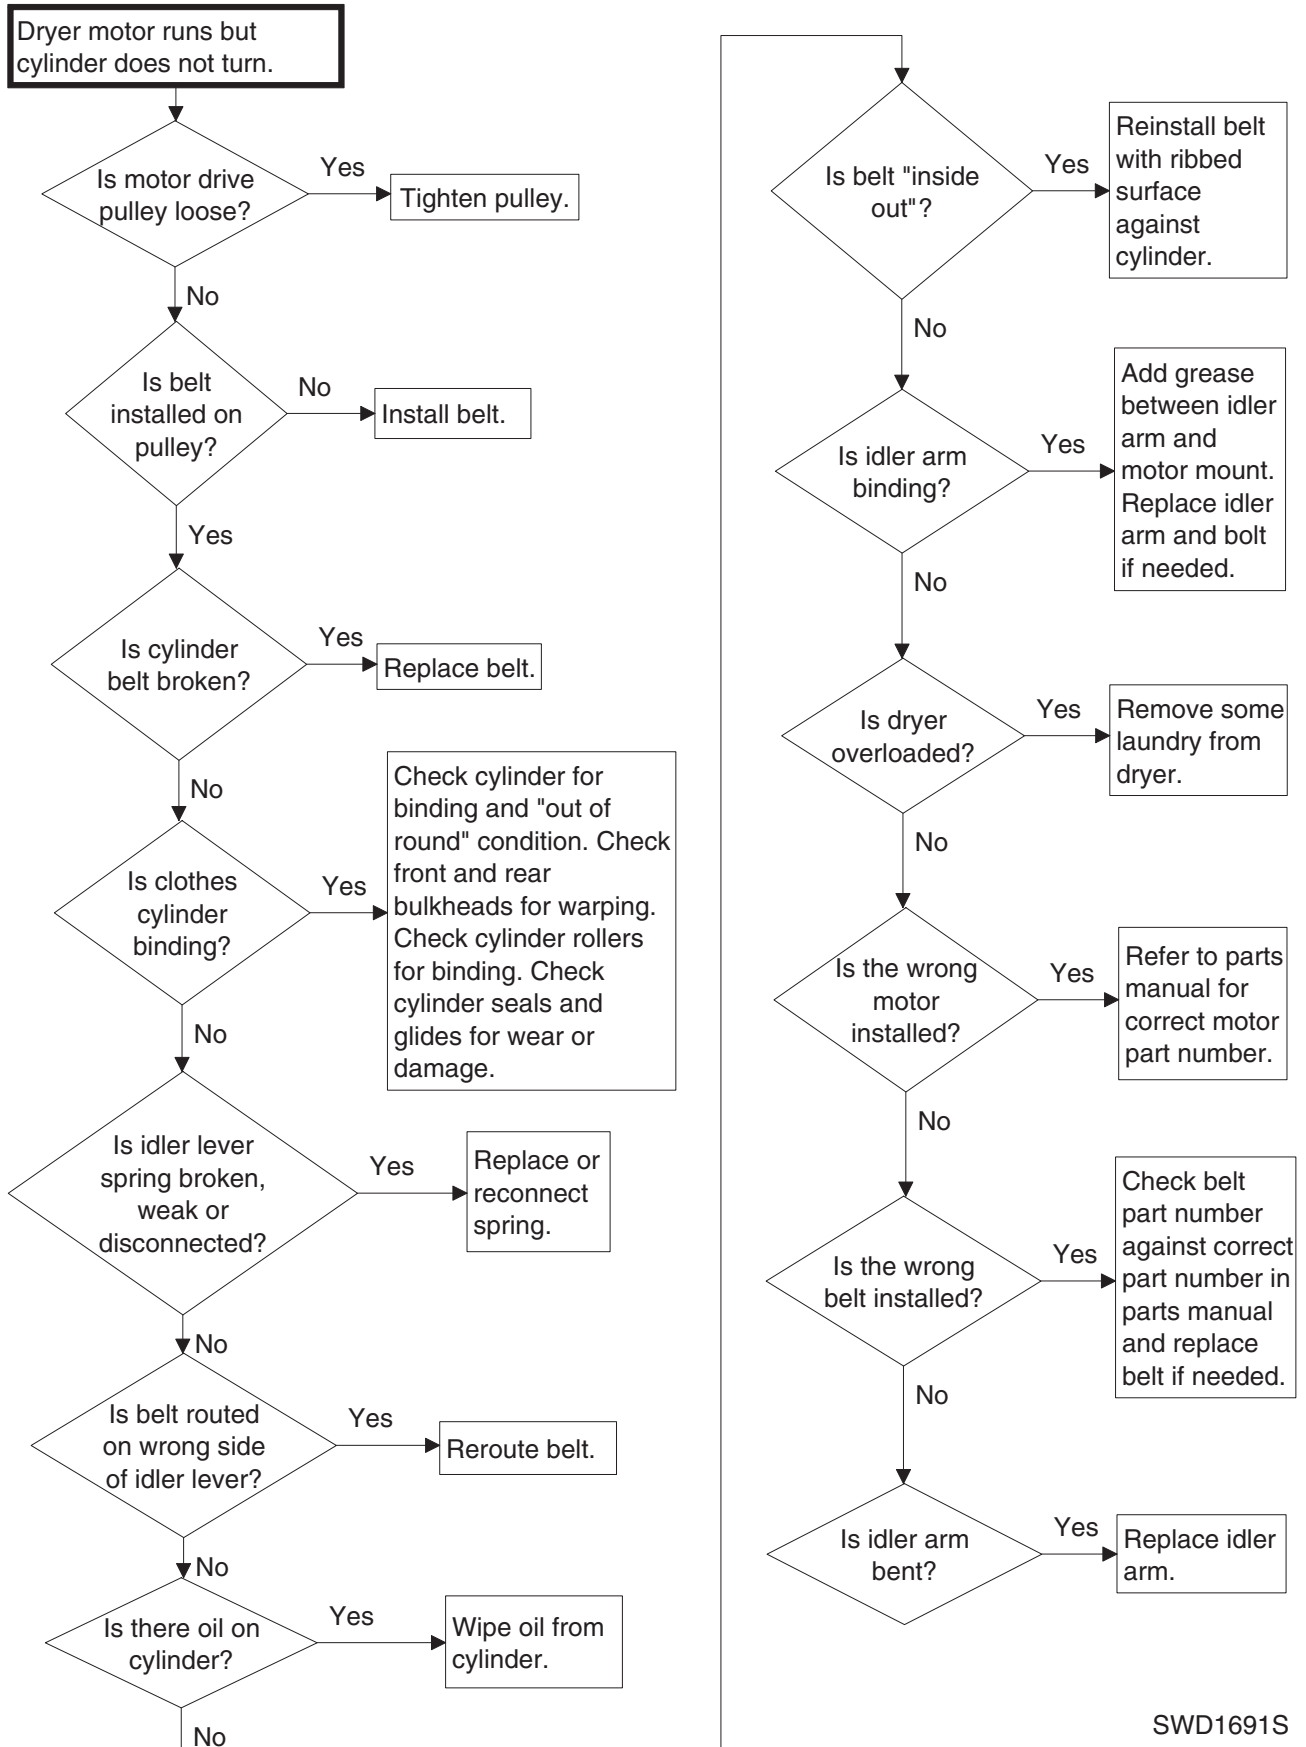 Dryer motor runs but
cylinder does not turn.
Is motor drive
pulley loose?
Yes
Tighten pulley.
No
Is belt
installed on
pulley?
No
Install belt.
Yes
Is cylinder
belt broken?
Yes
Replace belt.
No
Is clothes
cylinder
binding?
Yes
Check cylinder for
binding and "out of
round" condition. Check
front and rear
bulkheads for warping.
Check cylinder rollers
for binding. Check
cylinder seals and
glides for wear or
damage.
No
Is idler lever
spring broken,
weak or
disconnected?
Yes
Replace or
reconnect
spring.
No
Is belt routed
on wrong side
of idler lever?
Yes
Reroute belt.
No
Is there oil on
cylinder?
Yes
Wipe oil from
cylinder.
No
Is belt "inside
out"?
Yes
Reinstall belt
with ribbed
surface
against
cylinder.
No
Is idler arm
binding?
Yes
Add grease
between idler
arm and
motor mount.
Replace idler
arm and bolt
if needed.
No
Is dryer
overloaded?
Yes
Remove some
laundry from
dryer.
No
Is the wrong
motor
installed?
Yes
Refer to parts
manual for
correct motor
part number.
No
Is the wrong
belt installed?
Yes
Check belt
part number
against correct
part number in
parts manual
and replace
belt if needed.
No
Is idler arm
bent?
Yes
Replace idler
arm.
SWD1691S